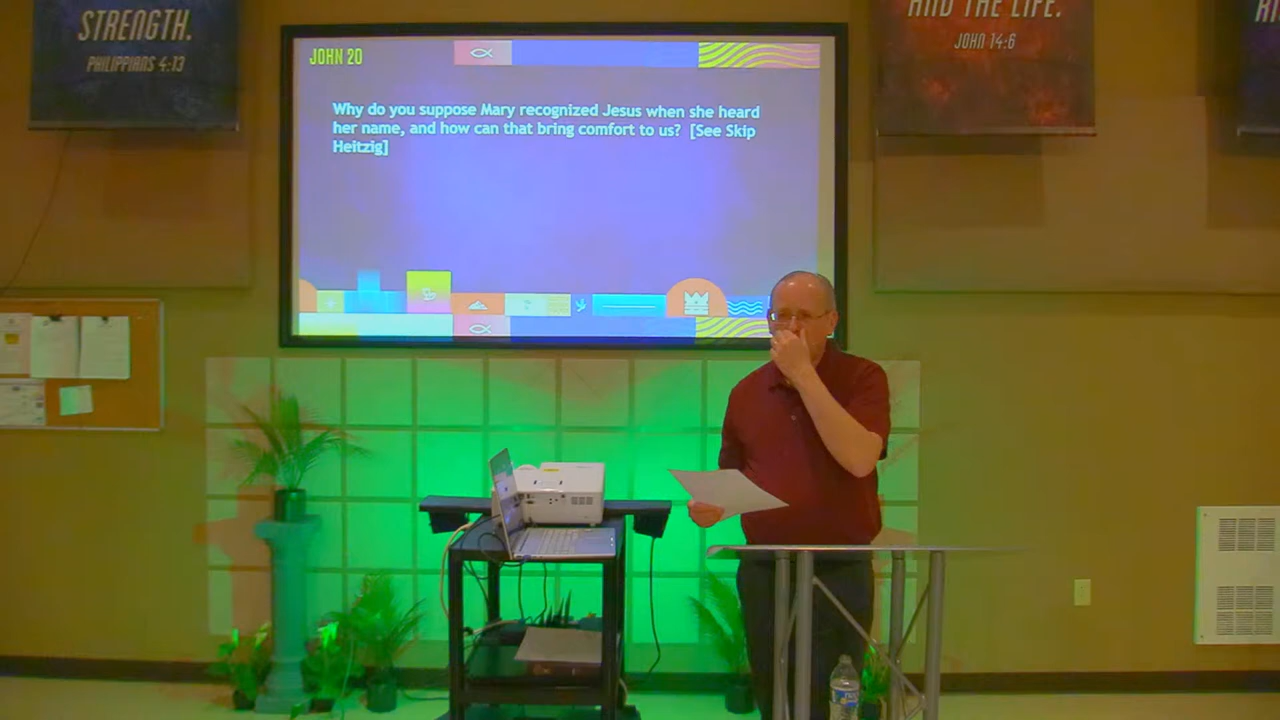 STRENGTH.
PHILIPPIANS 4:13
AND THE LIFE.
JOHN 14:6
JOHN 20
Why do you suppose Mary recognized Jesus when she heard
her name, and how can that bring comfort to us?  [See Skip
Heitzig]